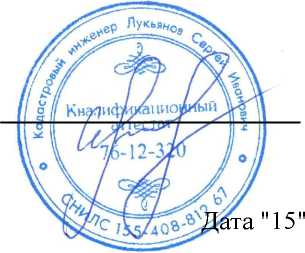 Кадастровый инженер Лукьянов Сергей Иванович
Квалификационный
аттестат
76-12-320
СНИЛС 155-408-812 67
Дата "15"